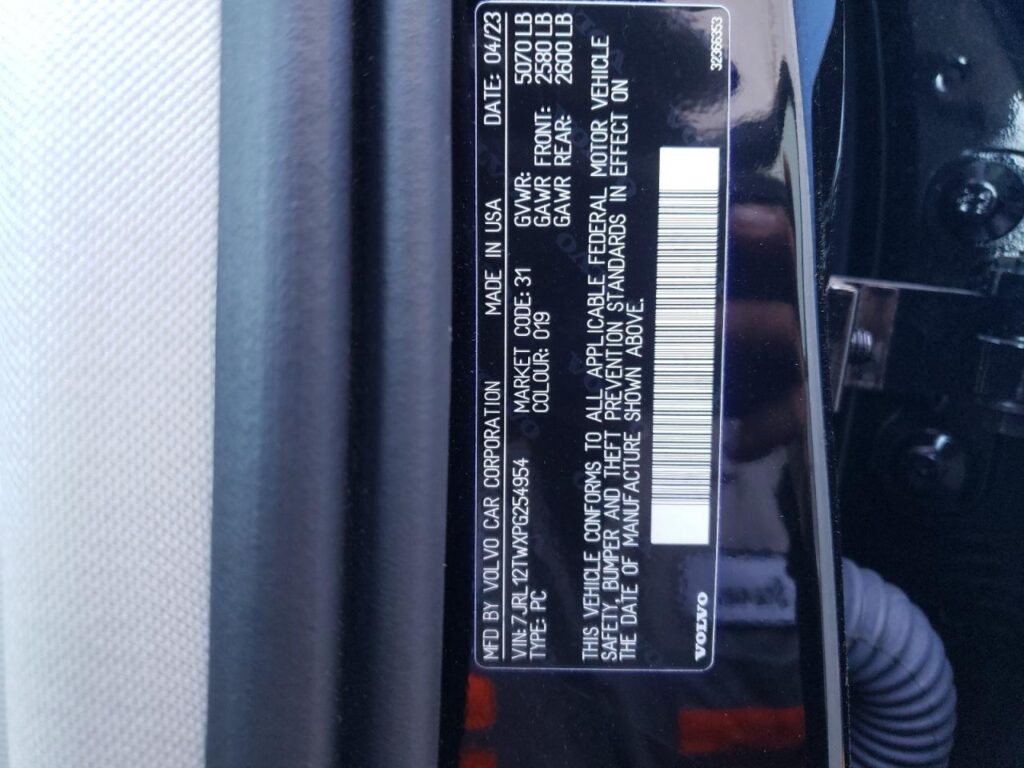 MFD BY VOLVO CAR CORPORATION MADE IN USA DATE: 04/23
VIN: 7JRL12TWXPG254954 MARKET CODE: 31 GVWR: 5070 LB
TYPE: PC COLOUR: 019 GAWR FRONT: 2580 LB
GAWR REAR: 2600 LB
THIS VEHICLE CONFORMS TO ALL APPLICABLE FEDERAL MOTOR VEHICLE
SAFETY, BUMPER AND THEFT PREVENTION STANDARDS IN EFFECT ON
THE DATE OF MANUFACTURE SHOWN ABOVE.
VOLVO 32366353